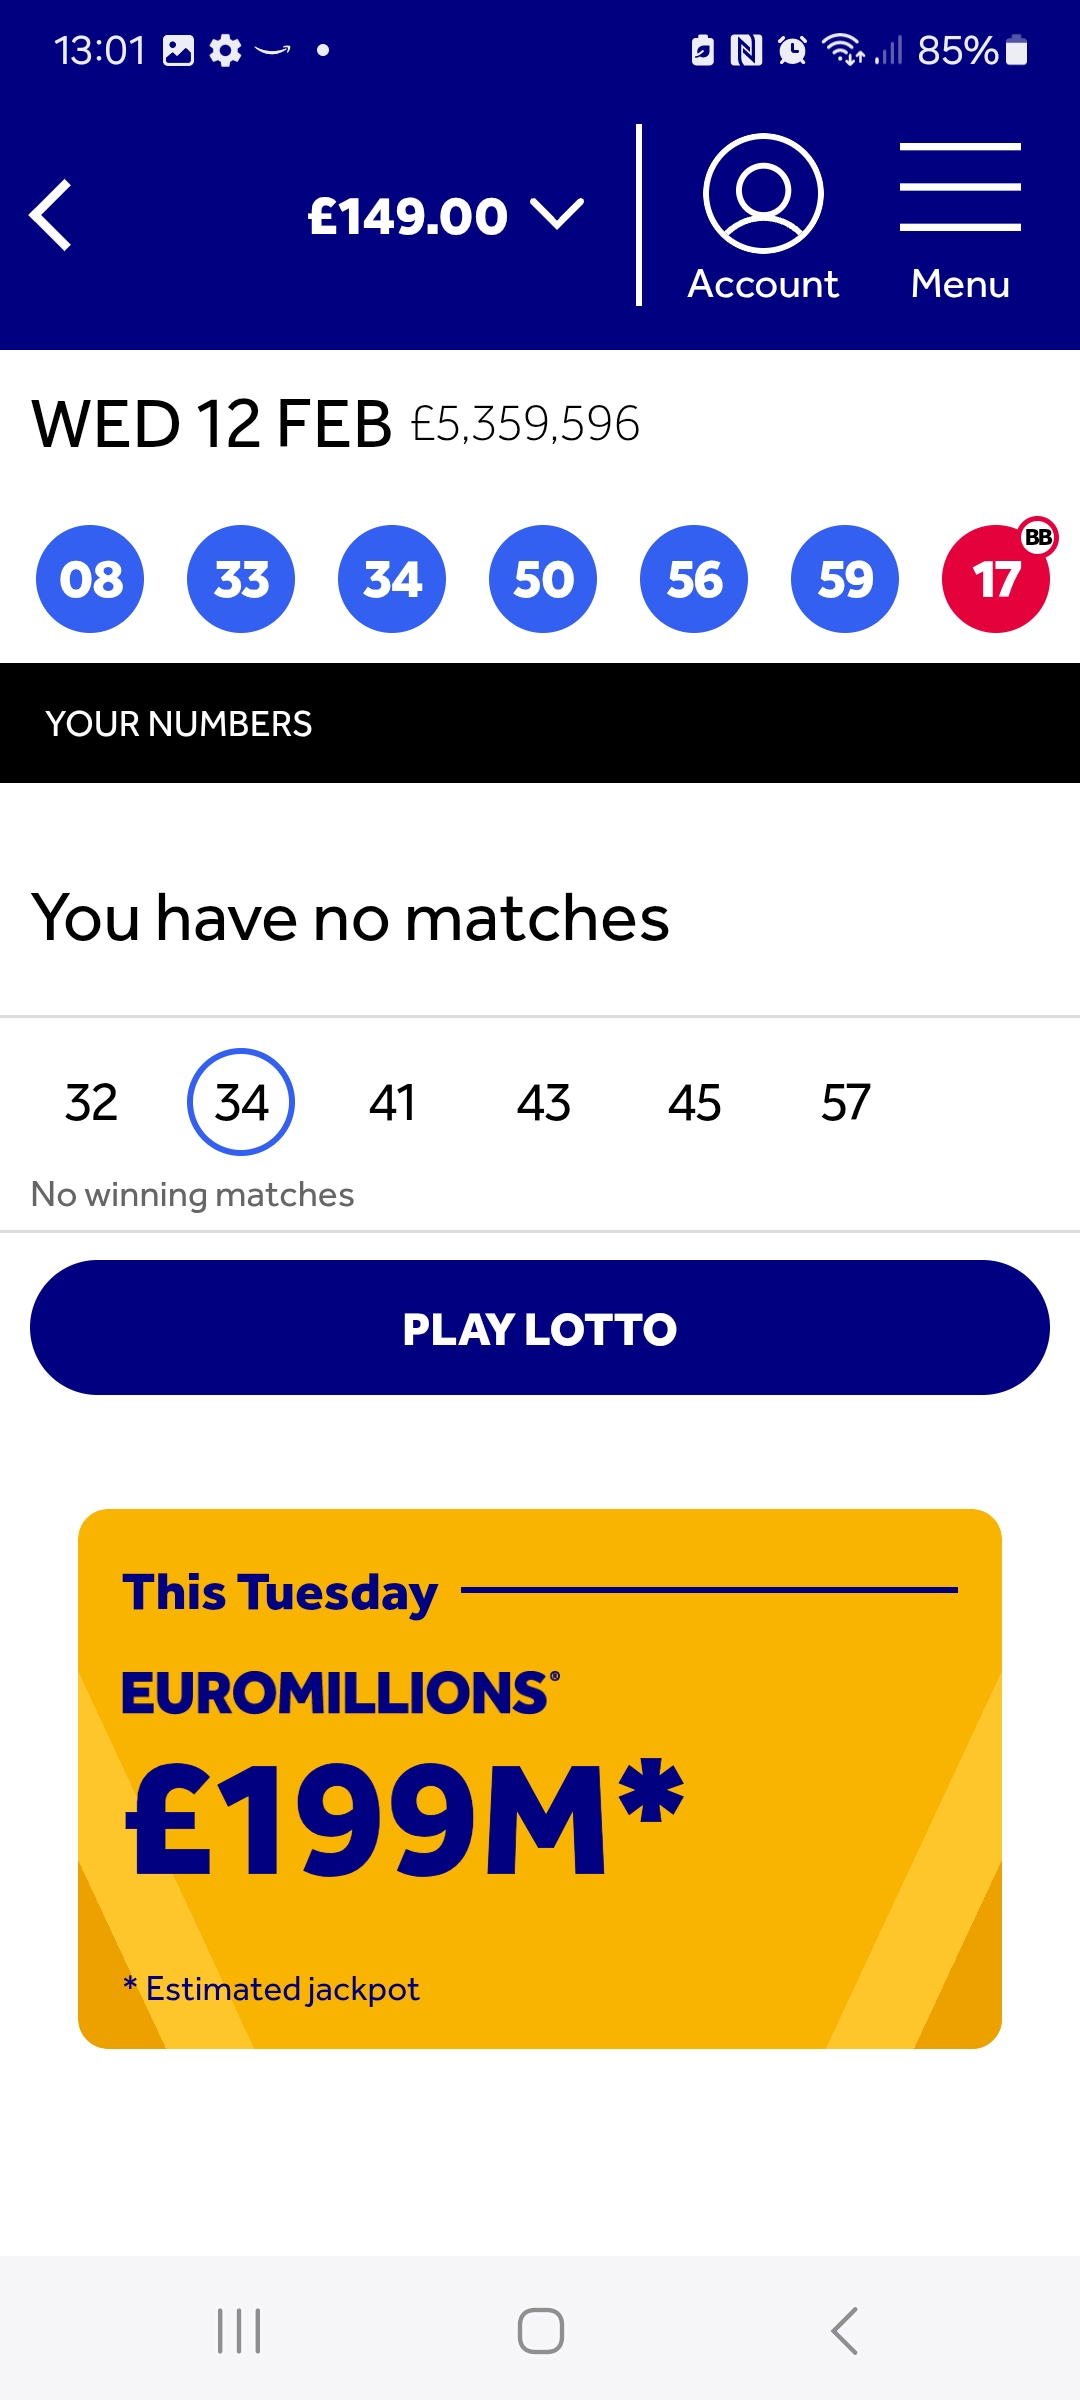 13:01 85%
£149.00
Account Menu
WED 12 FEB £5,359,596
08 33 34 50 56 59 17 BB
YOUR NUMBERS
You have no matches
32 34 41 43 45 57
No winning matches
PLAY LOTTO
This Tuesday
EUROMILLIONS®
£199M*
* Estimated jackpot